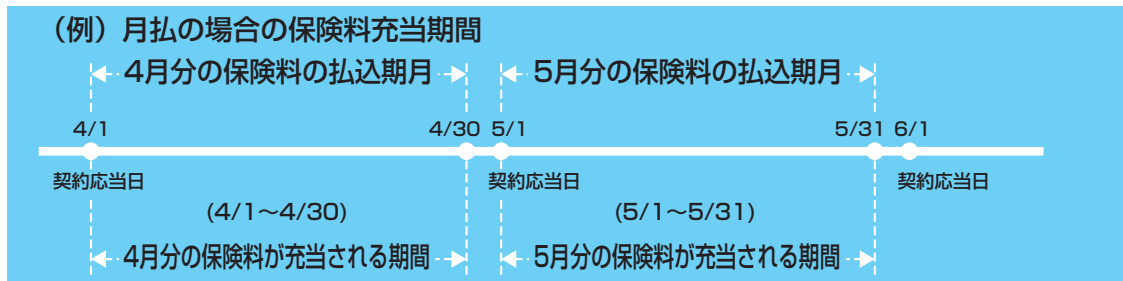 （例）月払の場合の保険料充当期間
4月分の保険料の払込期月 5月分の保険料の払込期月
4/1 4/30 5/1 5/31 6/1
契約応当日 契約応当日 契約応当日
(4/1～4/30) (5/1～5/31)
4月分の保険料が充当される期間 5月分の保険料が充当される期間